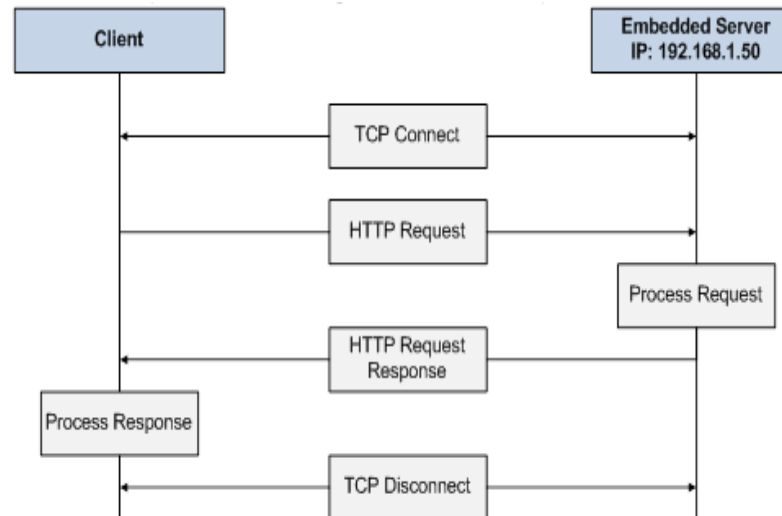 Client
Embedded Server
IP: 192.168.1.50
TCP Connect
HTTP Request
Process Request
HTTP Request
Response
Process Response
TCP Disconnect